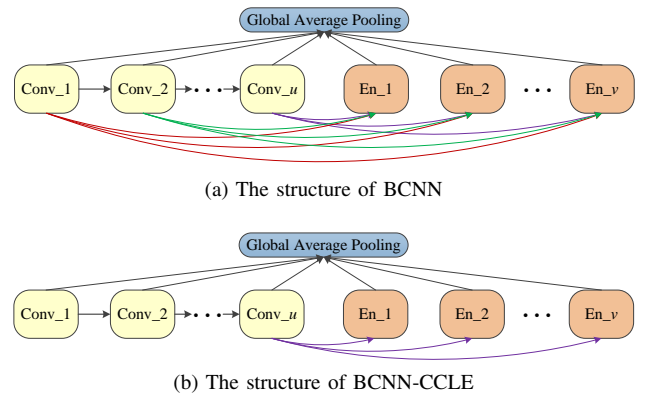 Global Average Pooling
Conv_1 Conv_2 ... Conv_u En_1 En_2 ... En_v
(a) The structure of BCNN
Global Average Pooling
Conv_1 Conv_2 ... Conv_u En_1 En_2 ... En_v
(b) The structure of BCNN-CCLE